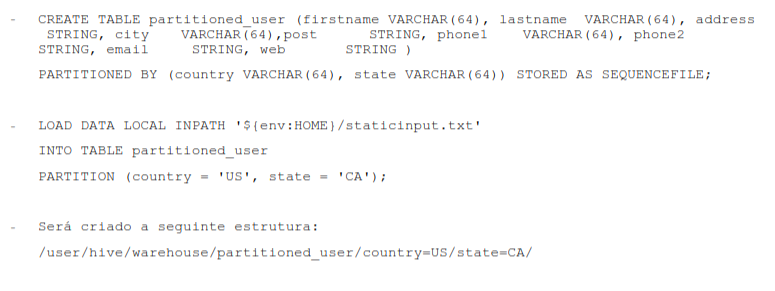 - CREATE TABLE partitioned_user (firstname VARCHAR(64), lastname VARCHAR(64), address
STRING, city VARCHAR(64),post STRING, phone1 VARCHAR(64), phone2
STRING, email STRING, web STRING )
PARTITIONED BY (country VARCHAR(64), state VARCHAR(64)) STORED AS SEQUENCEFILE;
- LOAD DATA LOCAL INPATH '${env:HOME}/staticinput.txt'
INTO TABLE partitioned_user
PARTITION (country = 'US', state = 'CA');
- Será criado a seguinte estrutura:
/user/hive/warehouse/partitioned_user/country=US/state=CA/